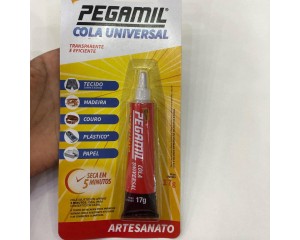 PEGAMIL
COLA UNIVERSAL
TRANSPARENTE
E EFICIENTE
TECIDO
MADEIRA
COURO
PLÁSTICO*
PAPEL
SECA EM
5 MINUTOS
PEGAMIL
COLA
UNIVERSAL
17g
17g
ARTESANATO